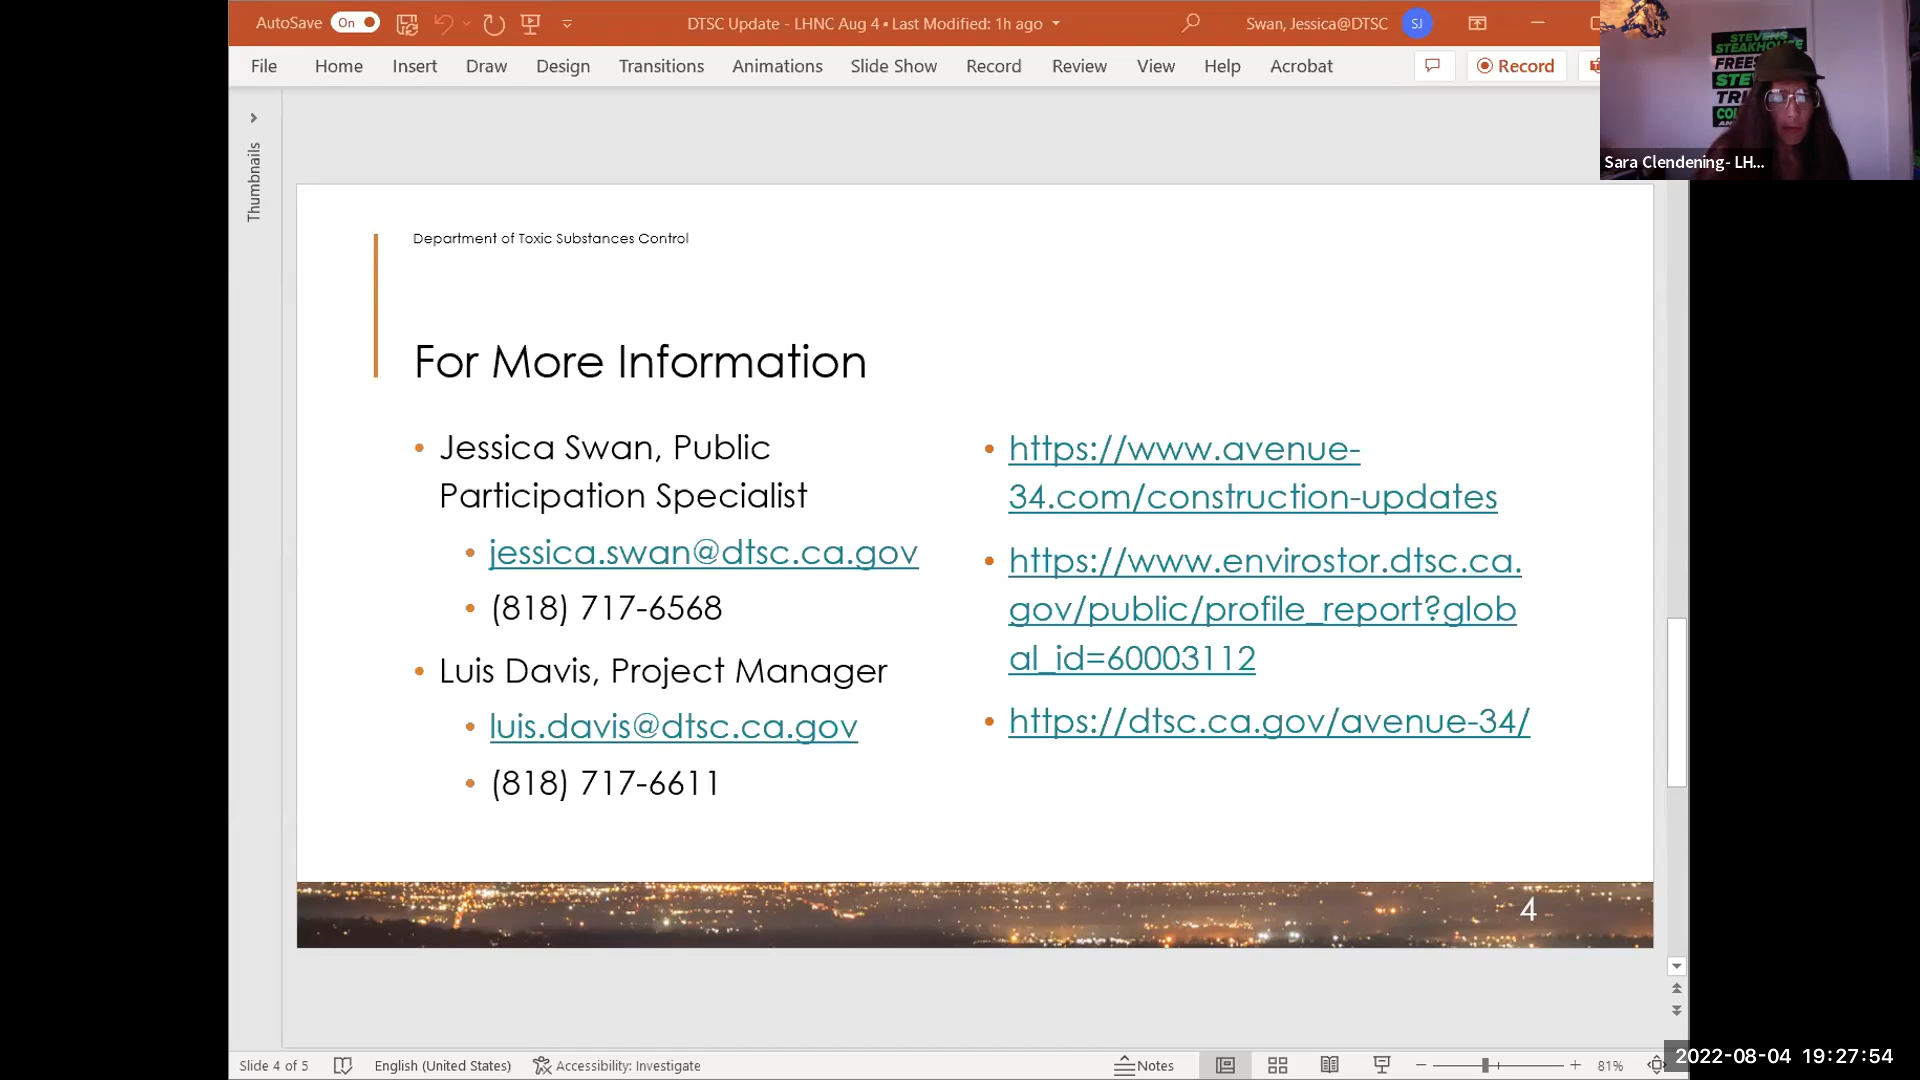 AutoSave On
DTSC Update - LHNC Aug 4 • Last Modified: 1h ago
Swan, Jessica@DTSC SJ
File Home Insert Draw Design Transitions Animations Slide Show Record Review View Help Acrobat Record
STEVENS
STEAKHOUSE
Sara Clendening- LH...
Thumbnails
Department of Toxic Substances Control
For More Information
• Jessica Swan, Public
Participation Specialist
• jessica.swan@dtsc.ca.gov
• (818) 717-6568
• Luis Davis, Project Manager
• luis.davis@dtsc.ca.gov
• (818) 717-6611
• https://www.avenue-
34.com/construction-updates
• https://www.envirostor.dtsc.ca.
gov/public/profile_report?glob
al_id=60003112
• https://dtsc.ca.gov/avenue-34/
4
Slide 4 of 5 English (United States) Accessibility: Investigate Notes 81%
2022-08-04 19:27:54